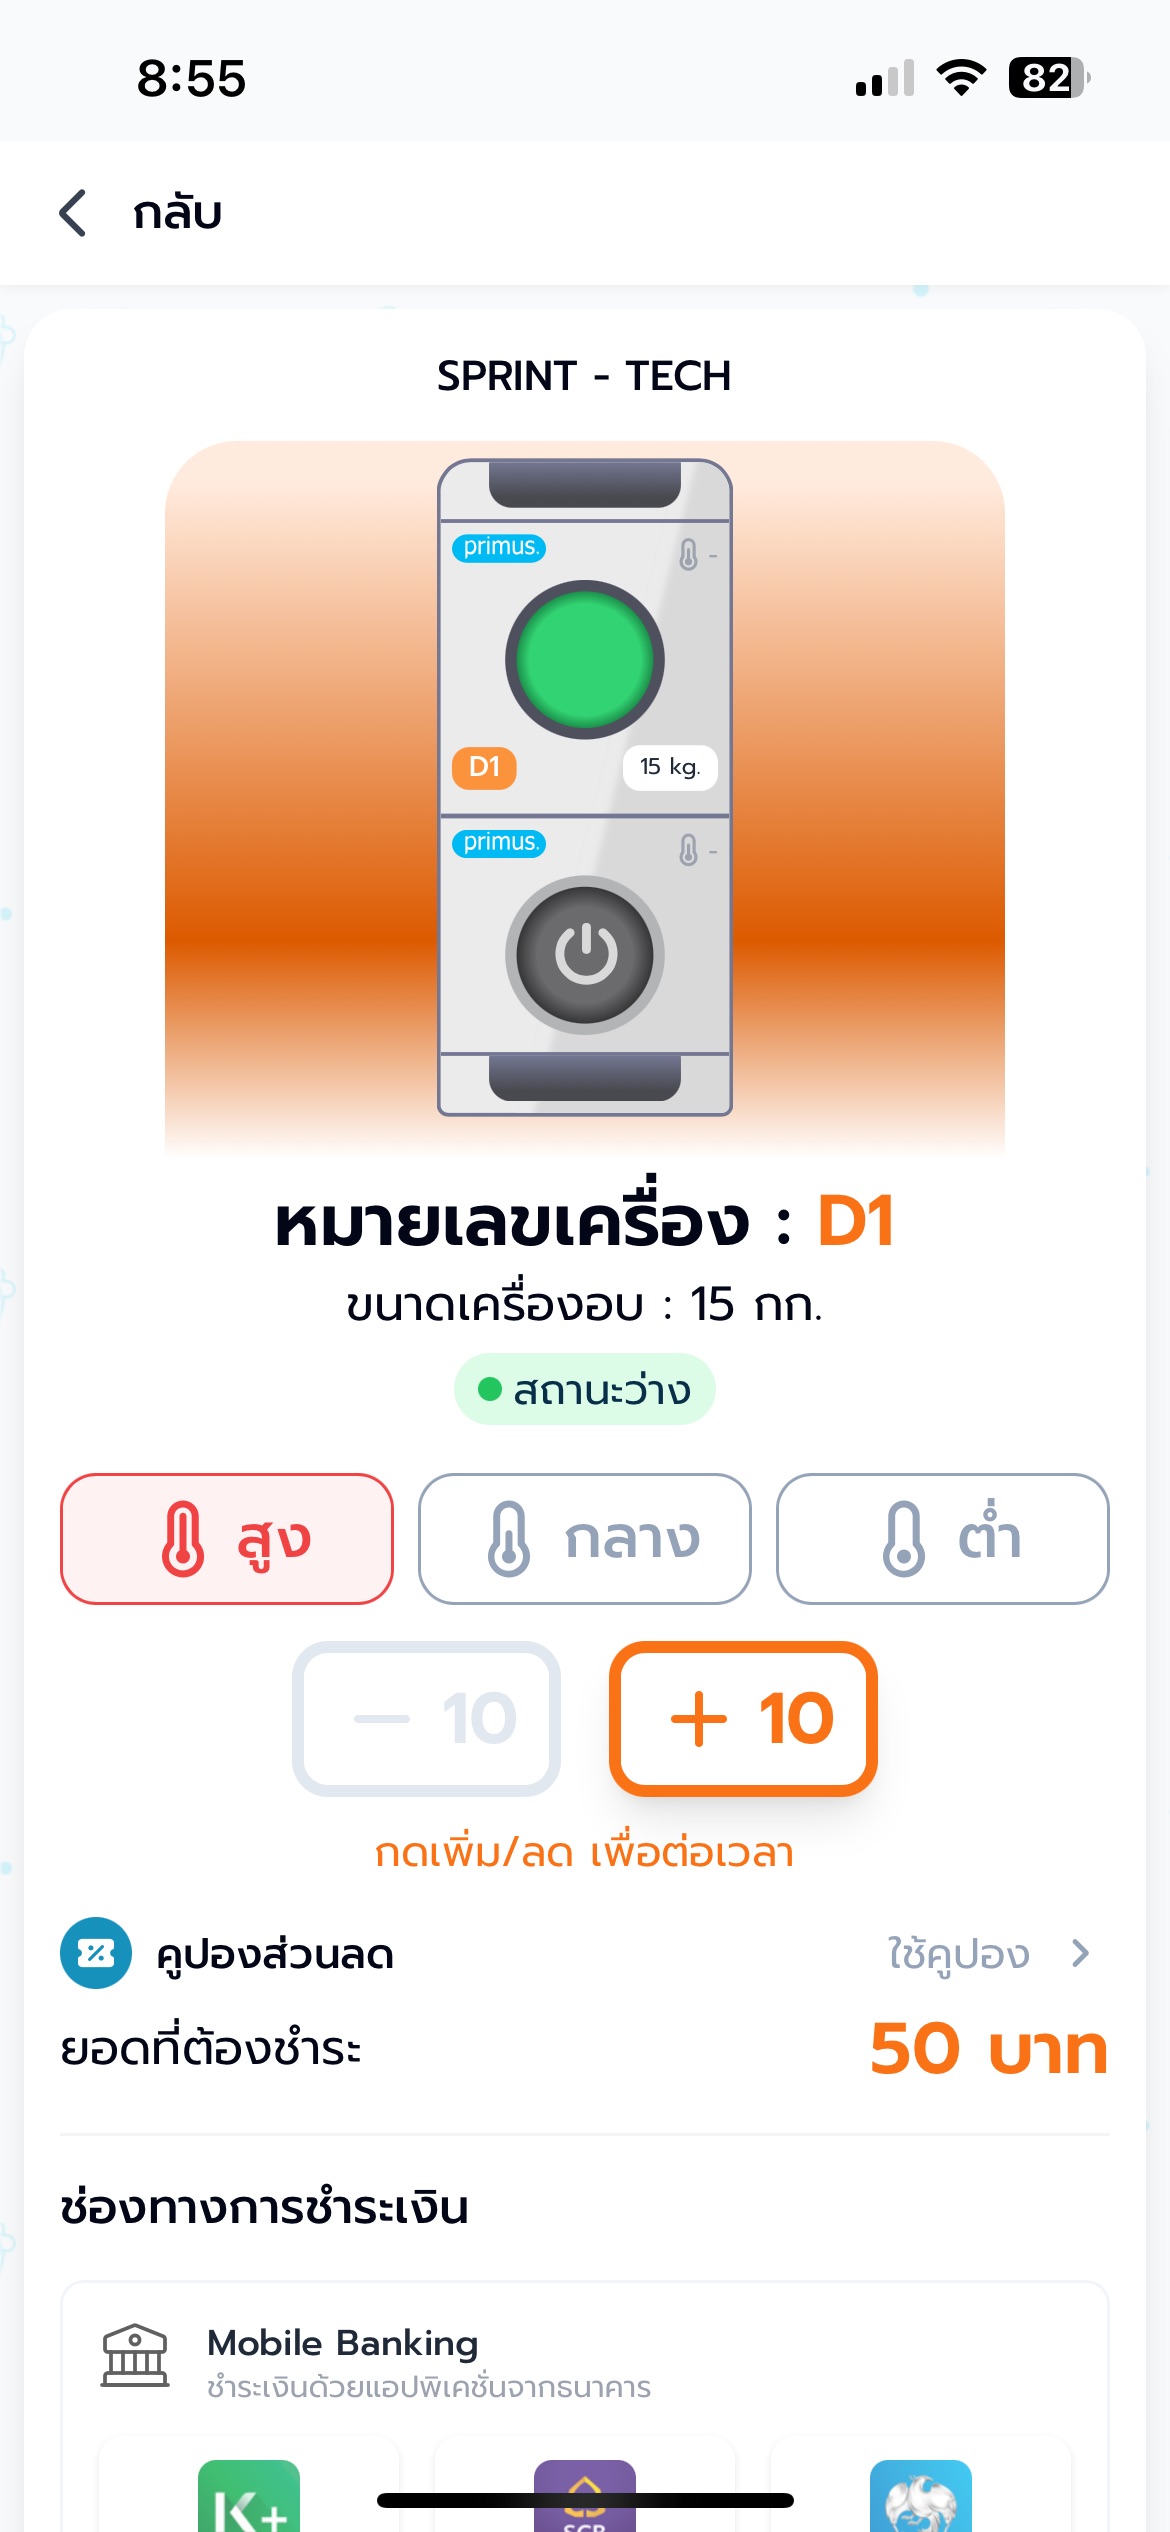 8:55
82
กลับ
SPRINT - TECH
primus.
-
D1
15 kg.
primus.
-
หมายเลขเครื่อง : D1
ขนาดเครื่องอบ : 15 กก.
สถานะว่าง
สูง
กลาง
ต่ำ
− 10
+ 10
กดเพิ่ม/ลด เพื่อต่อเวลา
คูปองส่วนลด
ใช้คูปอง
ยอดที่ต้องชำระ
50 บาท
ช่องทางการชำระเงิน
Mobile Banking
ชำระเงินด้วยแอปพิเคชั่นจากธนาคาร
K+
SCB